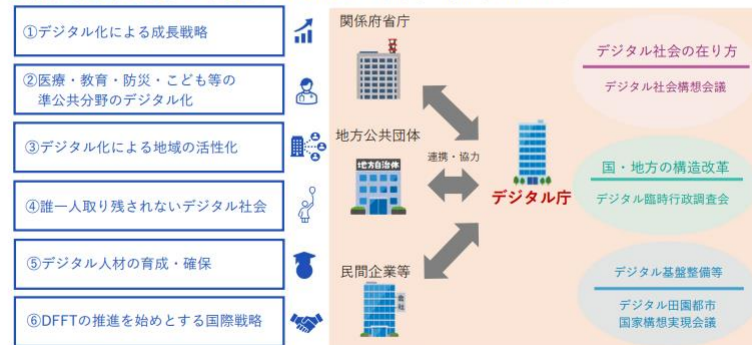 ①デジタル化による成長戦略
②医療・教育・防災・こども等の
準公共分野のデジタル化
③デジタル化による地域の活性化
④誰一人取り残されないデジタル社会
⑤デジタル人材の育成・確保
⑥DFFTの推進を始めとする国際戦略
関係府省庁
地方公共団体
地方自治体
民間企業等
会社
連携・協力
デジタル庁
デジタル社会の在り方
デジタル社会構想会議
国・地方の構造改革
デジタル臨時行政調査会
デジタル基盤整備等
デジタル田園都市
国家構想実現会議